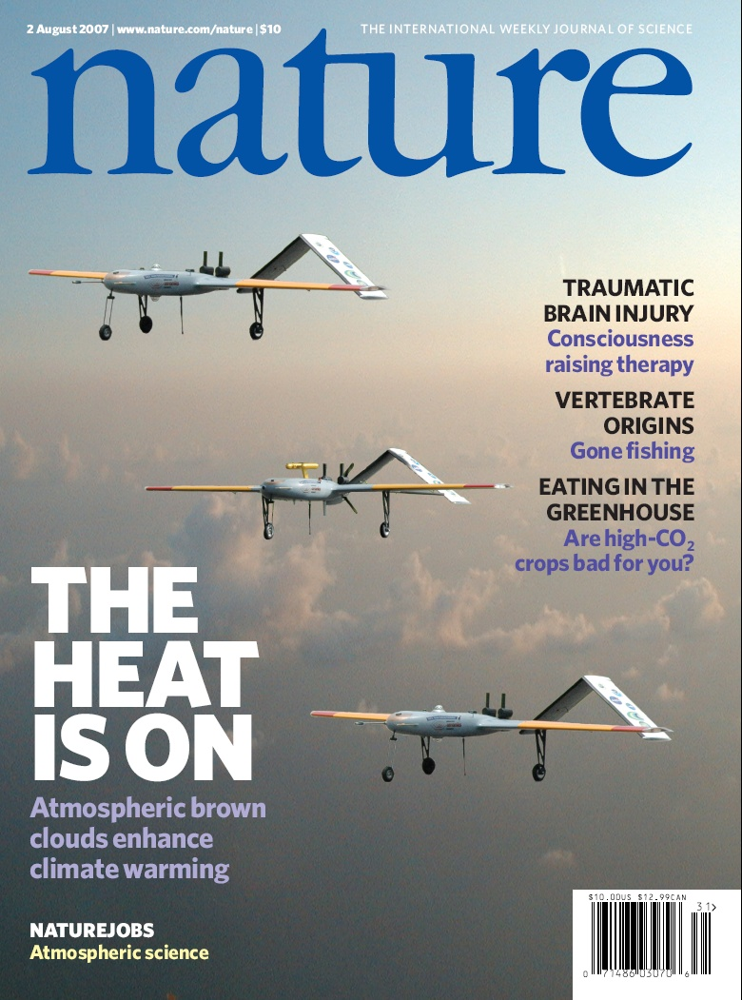 2 August 2007 | www.nature.com/nature | $10
THE INTERNATIONAL WEEKLY JOURNAL OF SCIENCE
nature
TRAUMATIC
BRAIN INJURY
Consciousness
raising therapy
VERTEBRATE
ORIGINS
Gone fishing
EATING IN THE
GREENHOUSE
Are high-CO₂
crops bad for you?
THE
HEAT
IS ON
Atmospheric brown
clouds enhance
climate warming
NATUREJOBS
Atmospheric science
$10.00US $12.99CAN
31>
0 71486 03070 6